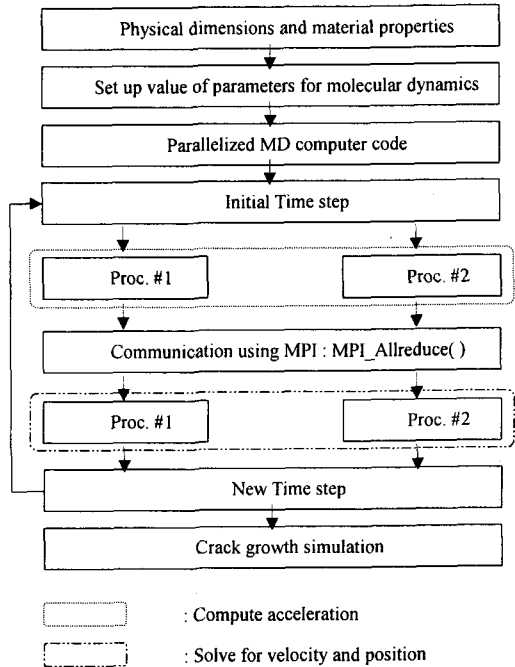 Physical dimensions and material properties
Set up value of parameters for molecular dynamics
Parallelized MD computer code
Initial Time step
Proc. #1
Proc. #2
Communication using MPI : MPI_Allreduce( )
Proc. #1
Proc. #2
New Time step
Crack growth simulation
: Compute acceleration
: Solve for velocity and position